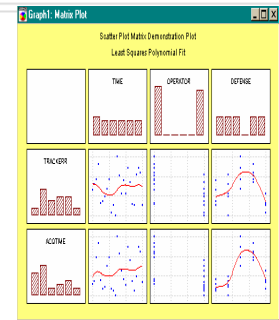 Graph1: Matrix Plot
Scatter Plot Matrix Demonstration Plot
Least Squares Polynomial Fit
TIME
OPERATOR
DEFENSE
TRACKERR
ACQTIME